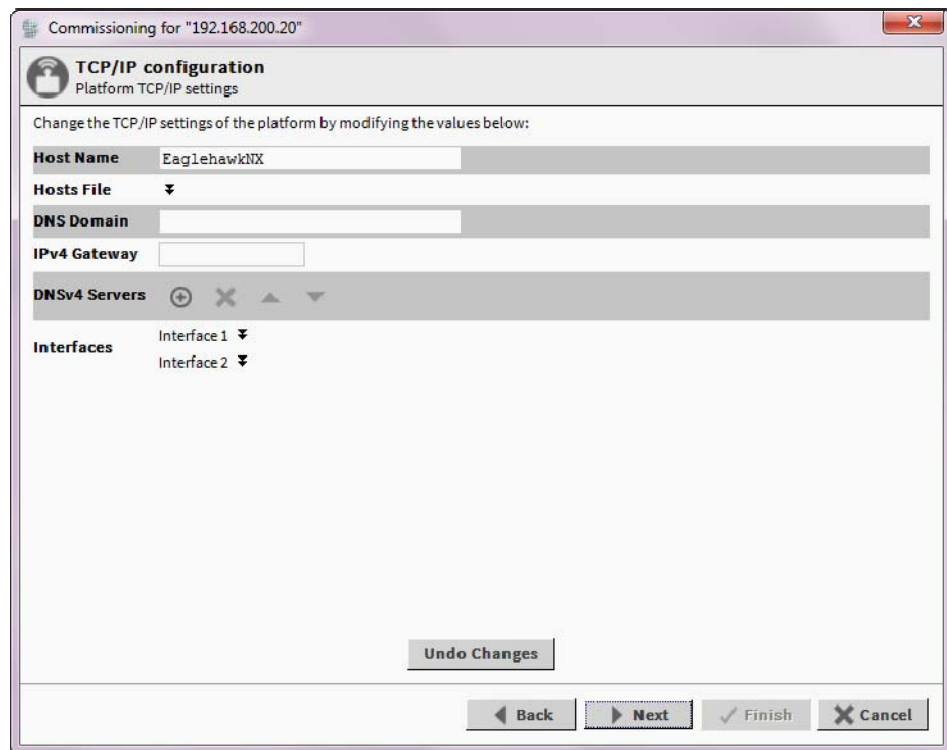 Commissioning for "192.168.200.20"
TCP/IP configuration
Platform TCP/IP settings
Change the TCP/IP settings of the platform by modifying the values below:
Host Name EaglehawkNX
Hosts File
DNS Domain
IPv4 Gateway
DNSv4 Servers
Interfaces
Interface 1
Interface 2
Undo Changes
Back Next Finish Cancel